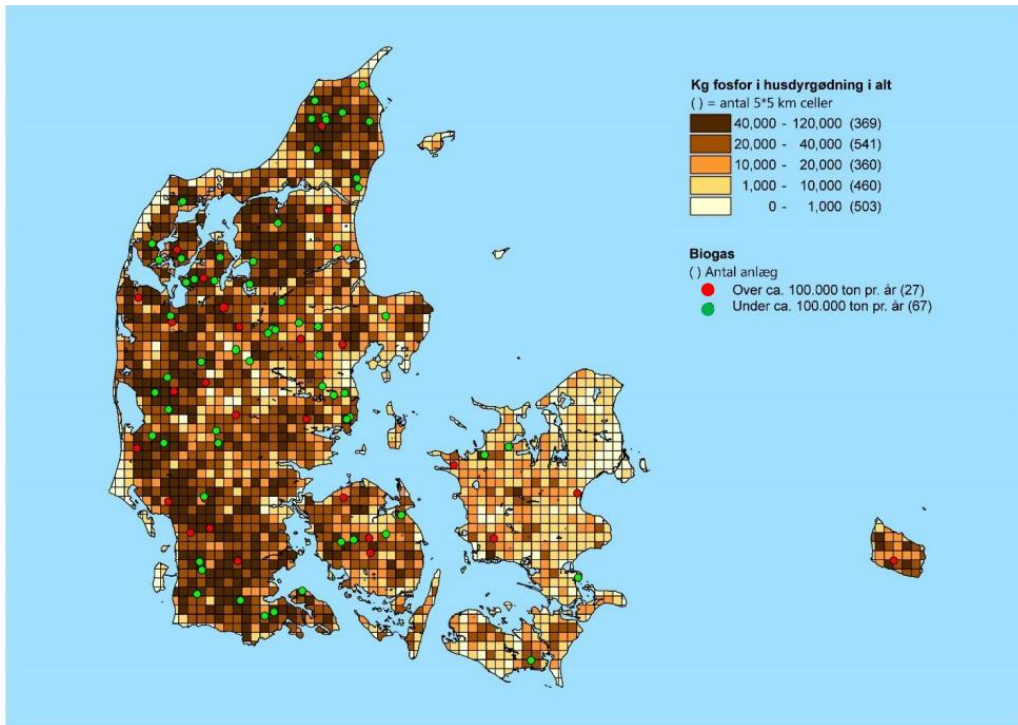 Kg fosfor i husdyrgødning i alt
( ) = antal 5*5 km celler
40,000 - 120,000 (369)
20,000 - 40,000 (541)
10,000 - 20,000 (360)
1,000 - 10,000 (460)
0 - 1,000 (503)
Biogas
( ) Antal anlæg
Over ca. 100.000 ton pr. år (27)
Under ca. 100.000 ton pr. år (67)